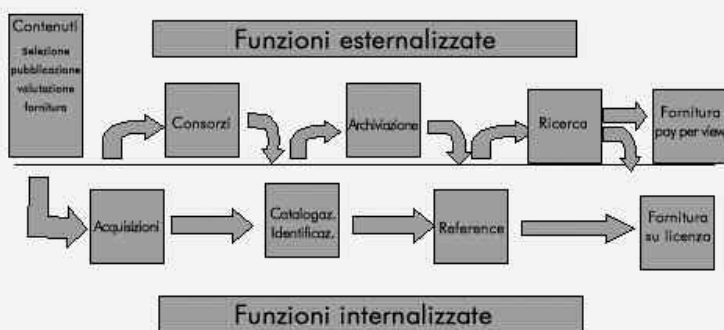 Contenuti
Selezione
pubblicazione
valutazione
fornitura
Funzioni esternalizzate
Consorzi
Archiviazione
Ricerca
Fornitura
pay per view
Acquisizioni
Catalogaz.
Identificaz.
Reference
Fornitura
su licenza
Funzioni internalizzate